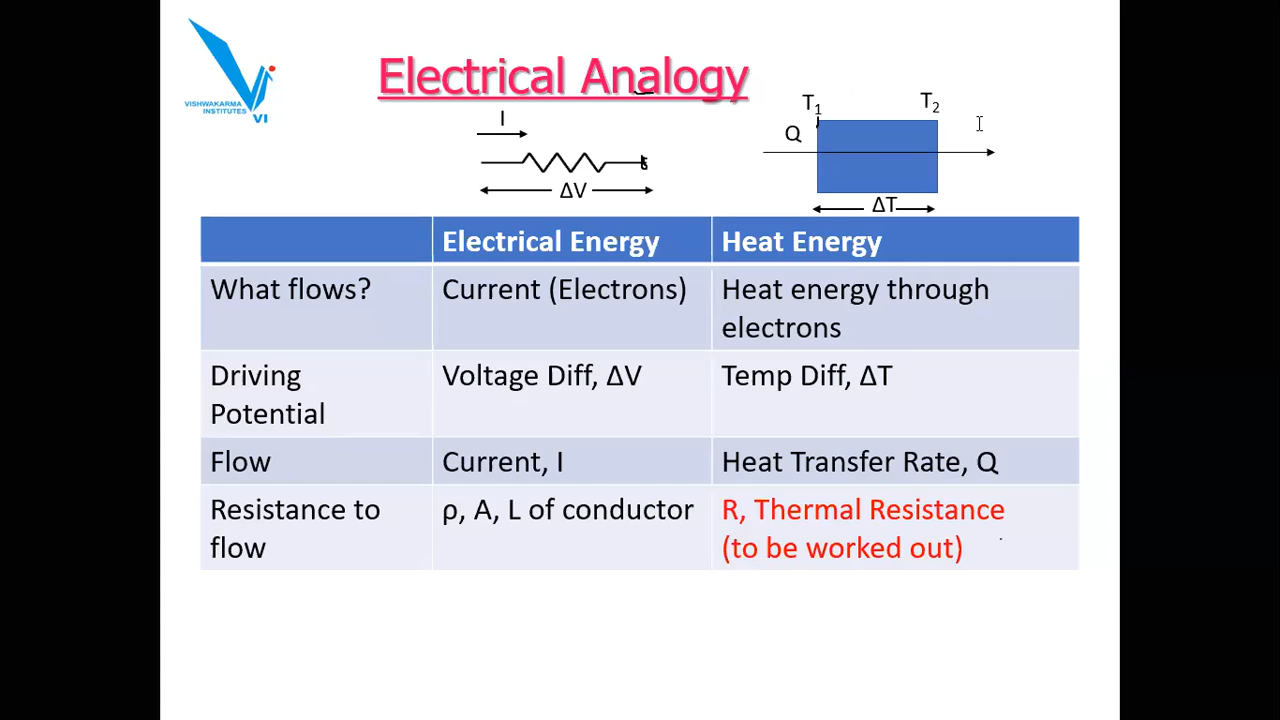 VISHWAKARMA
INSTITUTES
VI
Electrical Analogy
I
ΔV
T1
T2
Q
ΔT
Electrical Energy
Heat Energy
What flows?
Current (Electrons)
Heat energy through
electrons
Driving
Potential
Voltage Diff, ΔV
Temp Diff, ΔT
Flow
Current, I
Heat Transfer Rate, Q
Resistance to
flow
ρ, A, L of conductor
R, Thermal Resistance
(to be worked out)